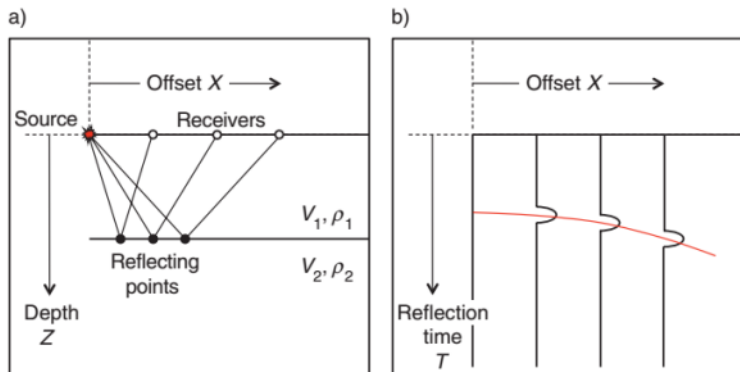 a)
Offset X
Source
Receivers
V1, ρ1
Reflecting
points
V2, ρ2
Depth
Z
b)
Offset X
Reflection
time
T